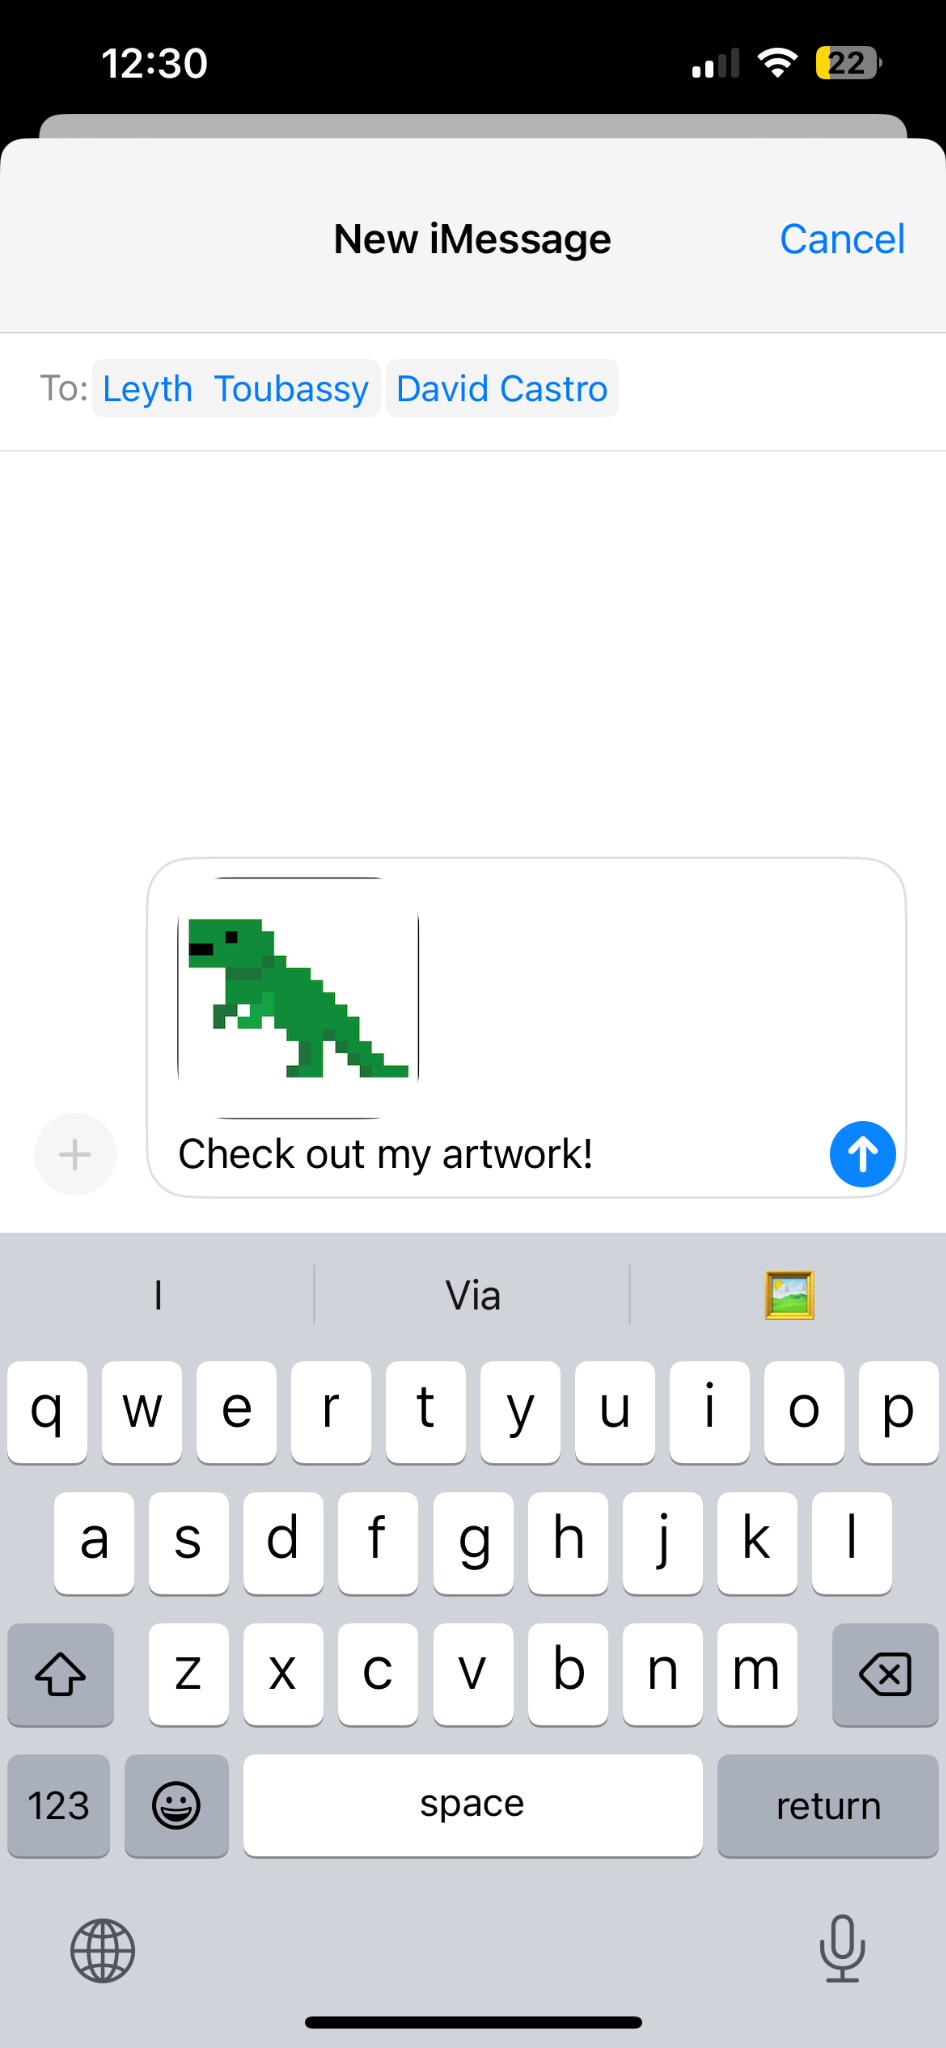 12:30
22
New iMessage
Cancel
To: Leyth  Toubassy David Castro
Check out my artwork!
I
Via
q w e r t y u i o p
a s d f g h j k l
z x c v b n m
123
space
return